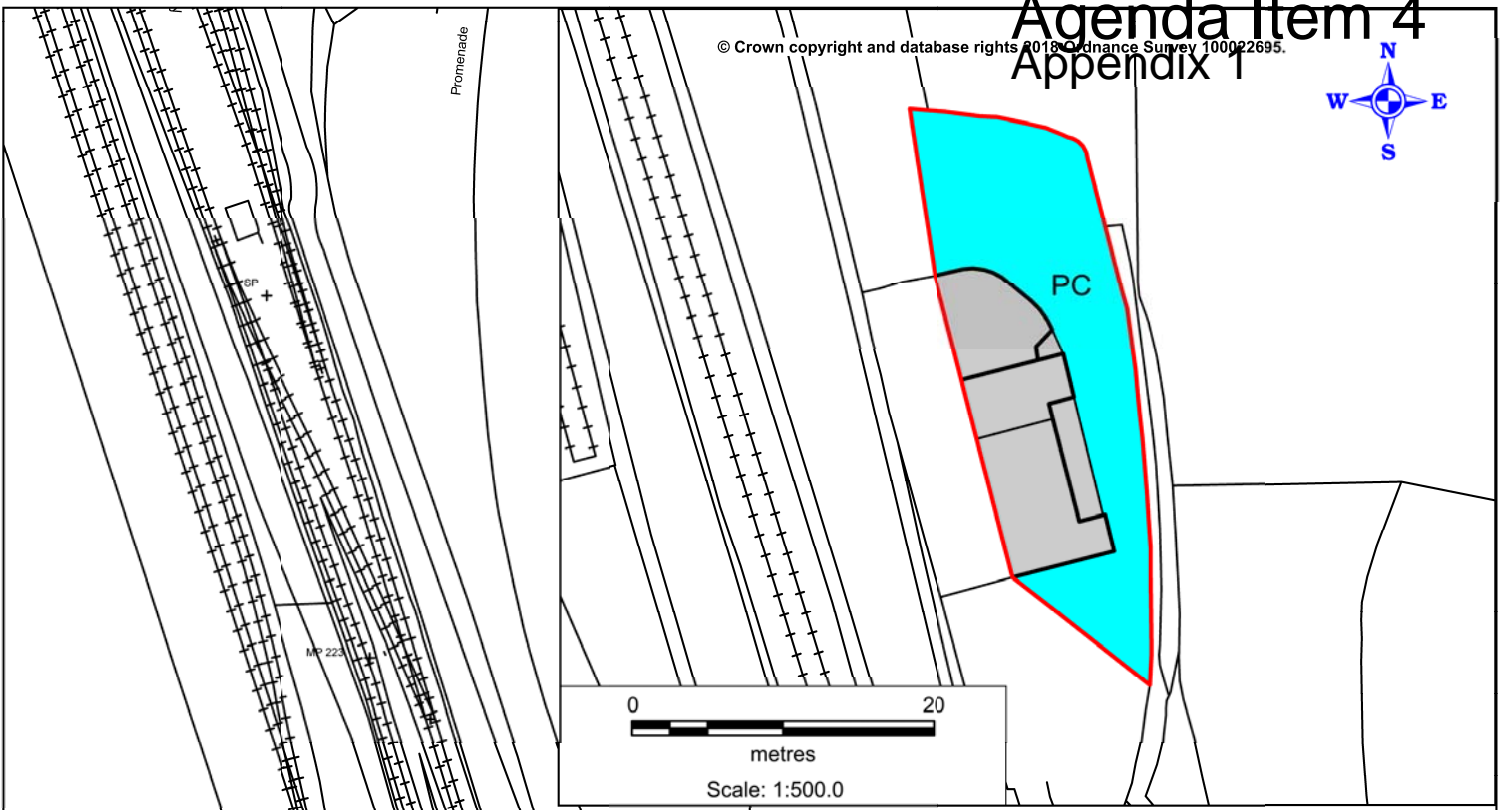 Agenda Item 4
© Crown copyright and database rights 2018 Ordnance Survey 100022695.
Appendix 1
N
W E
S
Promenade
PC
SP
MP 223
0 20
metres
Scale: 1:500.0